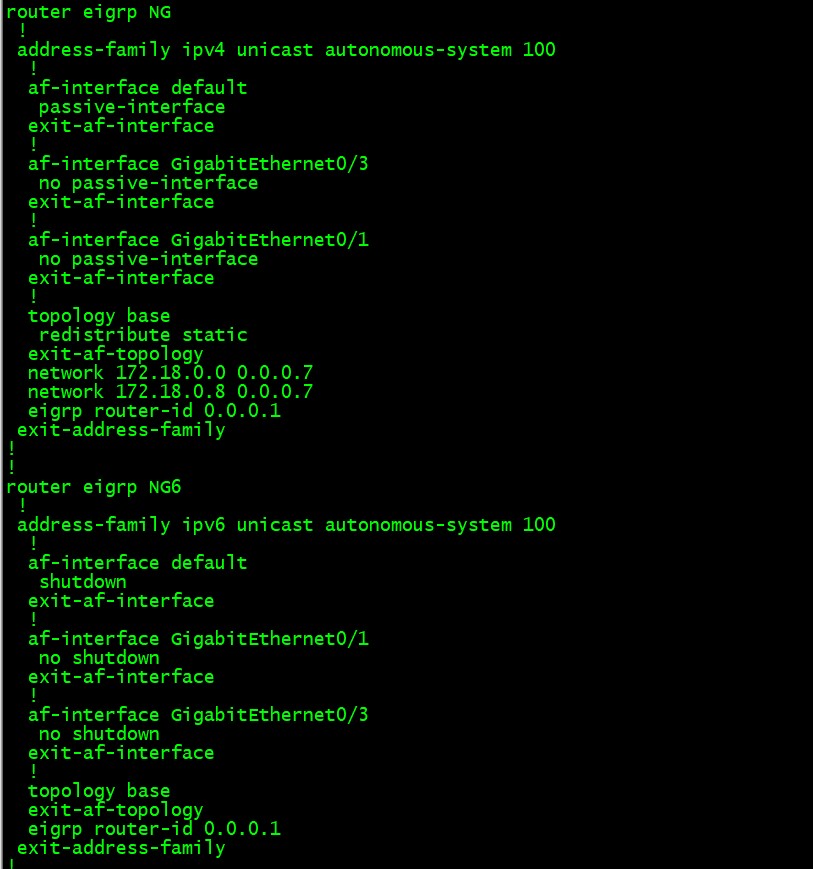 router eigrp NG
 !
 address-family ipv4 unicast autonomous-system 100
  !
  af-interface default
   passive-interface
  exit-af-interface
  !
  af-interface GigabitEthernet0/3
   no passive-interface
  exit-af-interface
  !
  af-interface GigabitEthernet0/1
   no passive-interface
  exit-af-interface
  !
  topology base
   redistribute static
  exit-af-topology
  network 172.18.0.0 0.0.0.7
  network 172.18.0.8 0.0.0.7
  eigrp router-id 0.0.0.1
 exit-address-family
!
!
router eigrp NG6
 !
 address-family ipv6 unicast autonomous-system 100
  !
  af-interface default
   shutdown
  exit-af-interface
  !
  af-interface GigabitEthernet0/1
   no shutdown
  exit-af-interface
  !
  af-interface GigabitEthernet0/3
   no shutdown
  exit-af-interface
  !
  topology base
  exit-af-topology
  eigrp router-id 0.0.0.1
 exit-address-family
!